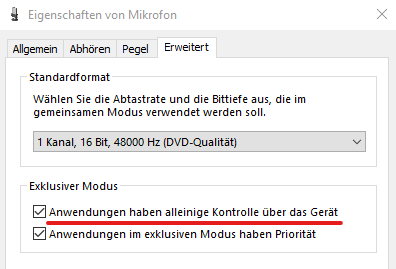 Eigenschaften von Mikrofon
Allgemein Abhören Pegel Erweitert
Standardformat
Wählen Sie die Abtastrate und die Bittiefe aus, die im
gemeinsamen Modus verwendet werden soll.
1 Kanal, 16 Bit, 48000 Hz (DVD-Qualität)
Exklusiver Modus
Anwendungen haben alleinige Kontrolle über das Gerät
Anwendungen im exklusiven Modus haben Priorität